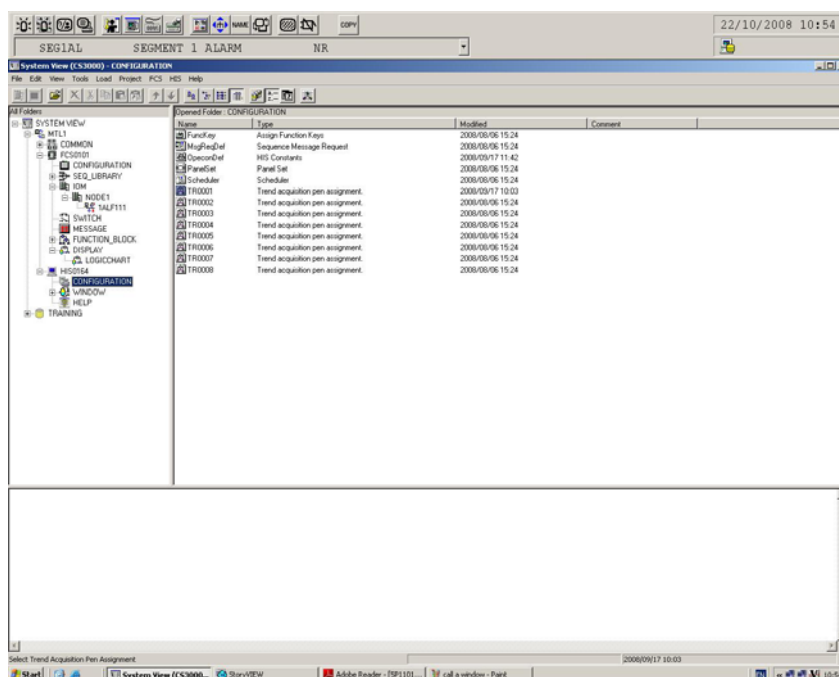 NAME
COPY
22/10/2008 10:54
SEG1AL SEGMENT 1 ALARM NR
System View (CS3000) - CONFIGURATION
File Edit View Tools Load Project FCS HIS Help
All Folders
SYSTEM VIEW
MTL1
COMMON
FCS0101
CONFIGURATION
SEQ_LIBRARY
IOM
NODE1
1ALF111
SWITCH
MESSAGE
FUNCTION_BLOCK
DISPLAY
LOGICCHART
HIS0164
CONFIGURATION
WINDOW
HELP
TRAINING
Opened Folder : CONFIGURATION
Name Type Modified Comment
FuncKey Assign Function Keys 2008/08/06 15:24
MsgReqDef Sequence Message Request 2008/08/06 15:24
OpeconDef HIS Constants 2008/09/17 11:42
PanelSet Panel Set 2008/08/06 15:24
Scheduler Scheduler 2008/08/06 15:24
TR0001 Trend acquisition pen assignment. 2008/09/17 10:03
TR0002 Trend acquisition pen assignment. 2008/08/06 15:24
TR0003 Trend acquisition pen assignment. 2008/08/06 15:24
TR0004 Trend acquisition pen assignment. 2008/08/06 15:24
TR0005 Trend acquisition pen assignment. 2008/08/06 15:24
TR0006 Trend acquisition pen assignment. 2008/08/06 15:24
TR0007 Trend acquisition pen assignment. 2008/08/06 15:24
TR0008 Trend acquisition pen assignment. 2008/08/06 15:24
Select Trend Acquisition Pen Assignment 2008/09/17 10:03
Start System View (CS3000... StoryVIEW Adobe Reader - [SP1101... call a window - Paint